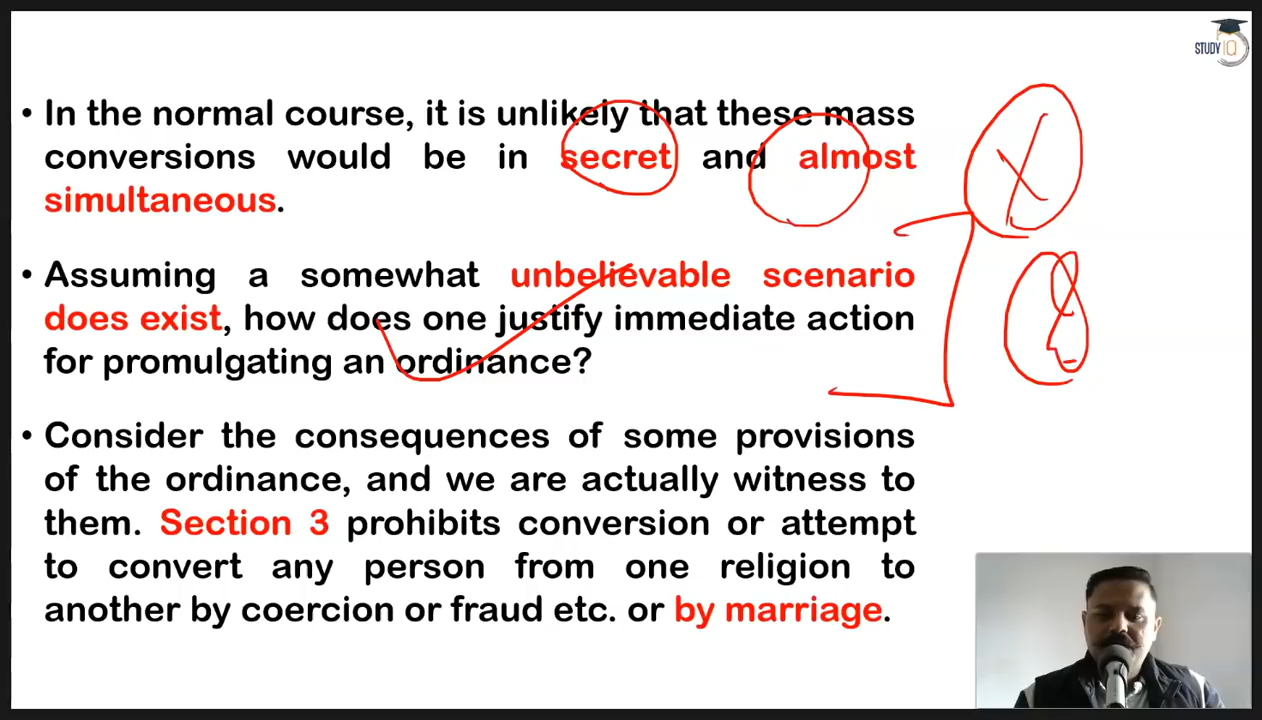 STUDY IQ
• In the normal course, it is unlikely that these mass
conversions would be in secret and almost
simultaneous.
• Assuming a somewhat unbelievable scenario
does exist, how does one justify immediate action
for promulgating an ordinance?
• Consider the consequences of some provisions
of the ordinance, and we are actually witness to
them. Section 3 prohibits conversion or attempt
to convert any person from one religion to
another by coercion or fraud etc. or by marriage.